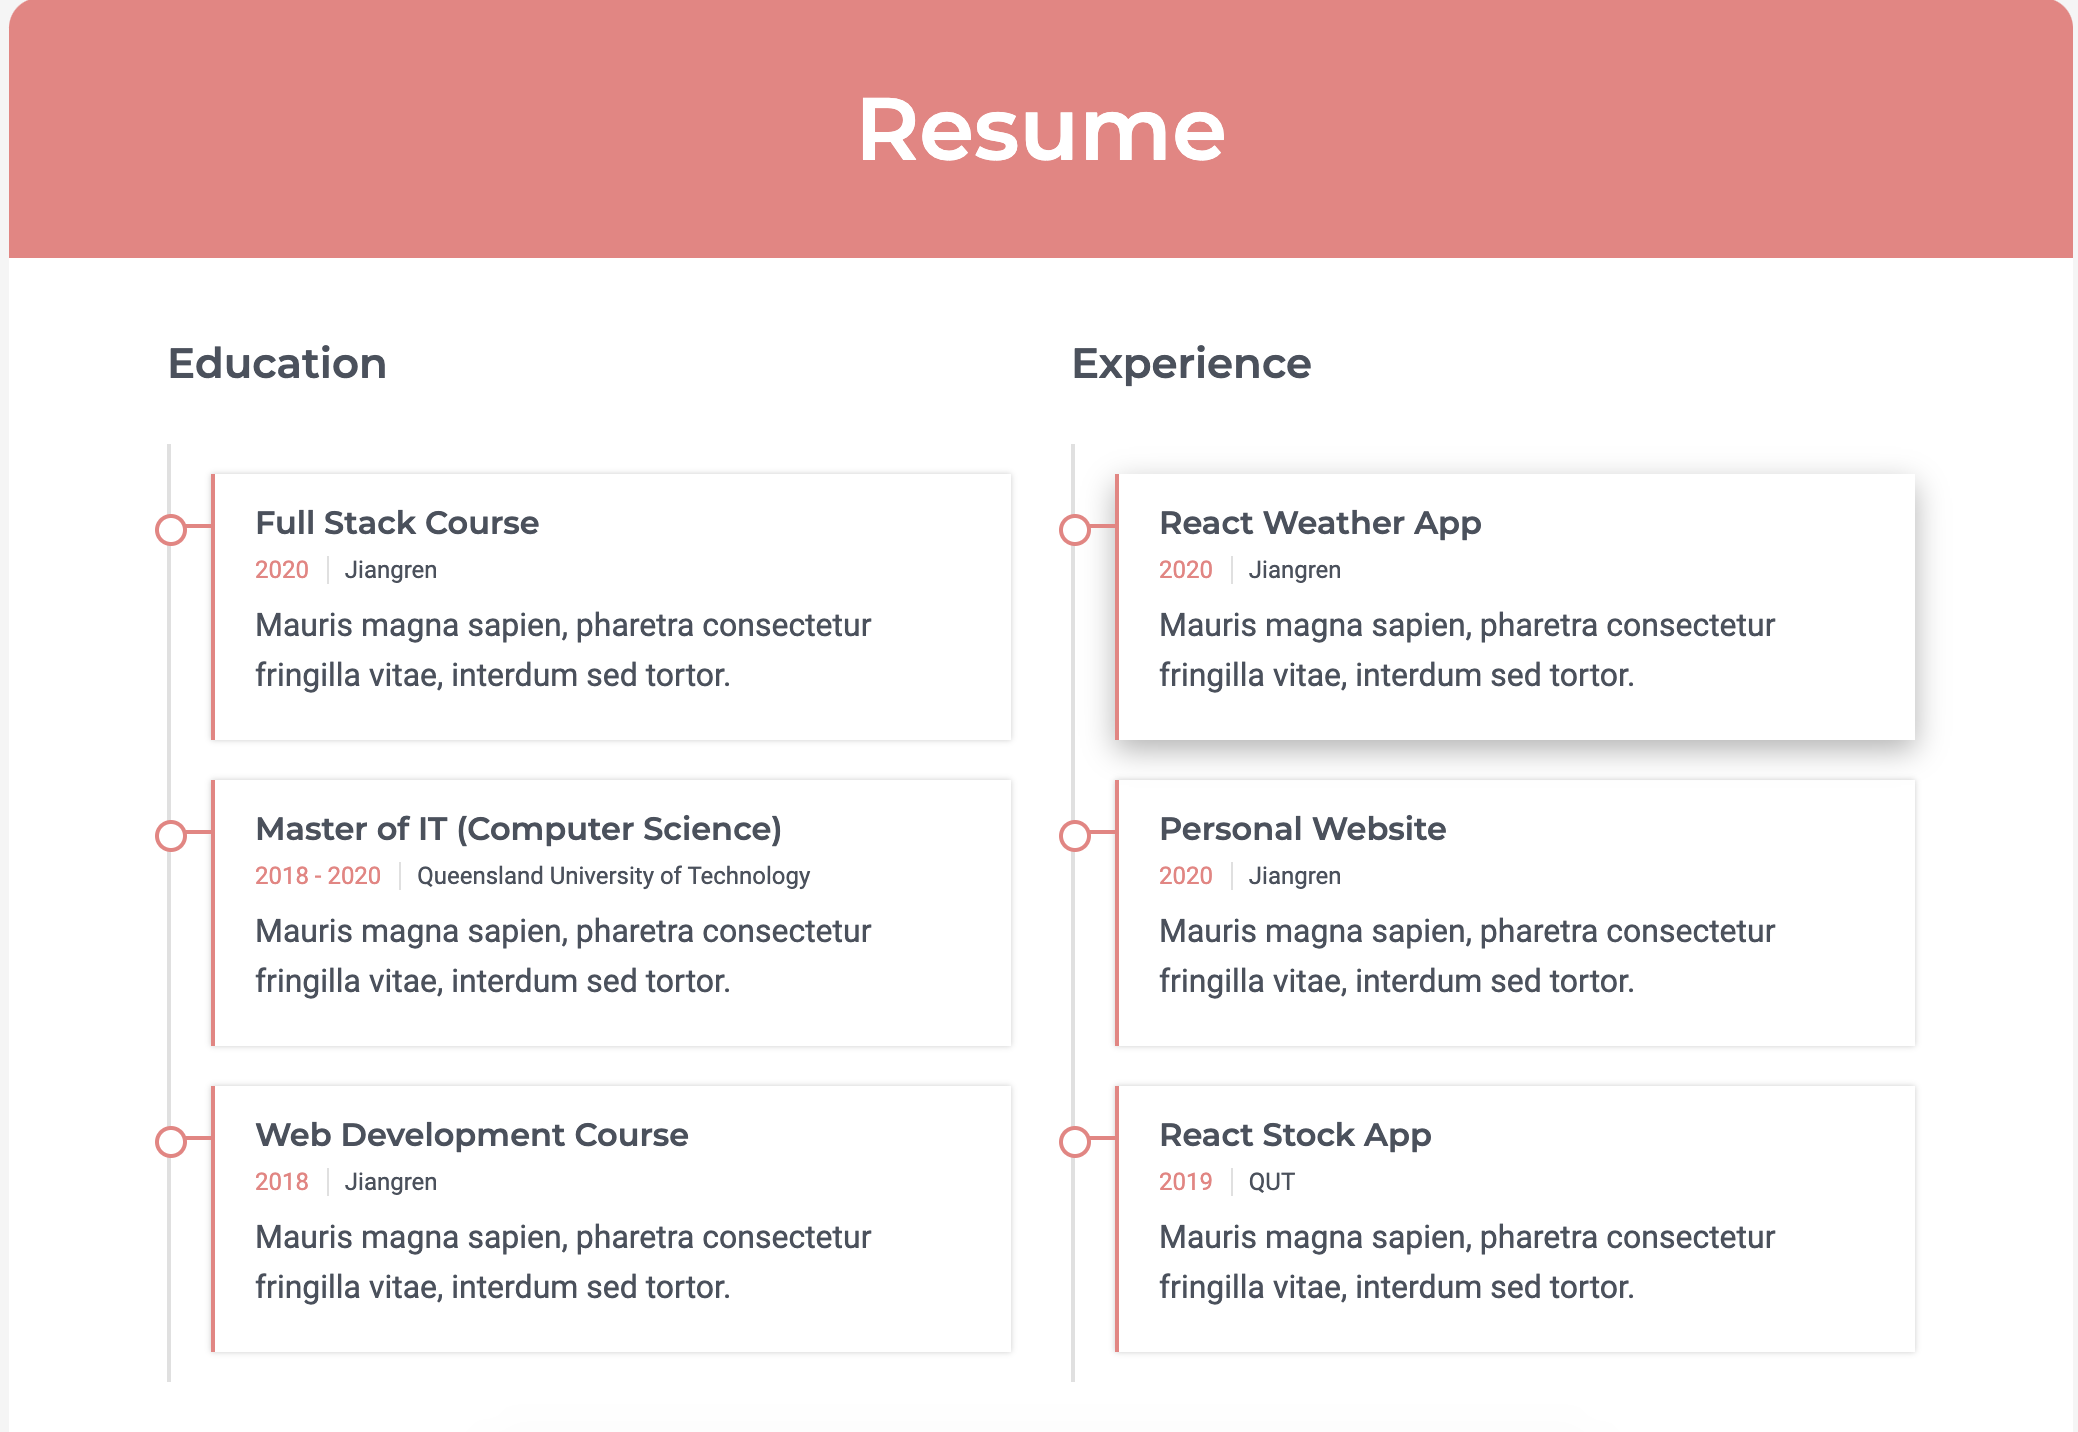 Resume
Education
Full Stack Course
2020 Jiangren
Mauris magna sapien, pharetra consectetur
fringilla vitae, interdum sed tortor.
Master of IT (Computer Science)
2018 - 2020 Queensland University of Technology
Mauris magna sapien, pharetra consectetur
fringilla vitae, interdum sed tortor.
Web Development Course
2018 Jiangren
Mauris magna sapien, pharetra consectetur
fringilla vitae, interdum sed tortor.
Experience
React Weather App
2020 Jiangren
Mauris magna sapien, pharetra consectetur
fringilla vitae, interdum sed tortor.
Personal Website
2020 Jiangren
Mauris magna sapien, pharetra consectetur
fringilla vitae, interdum sed tortor.
React Stock App
2019 QUT
Mauris magna sapien, pharetra consectetur
fringilla vitae, interdum sed tortor.